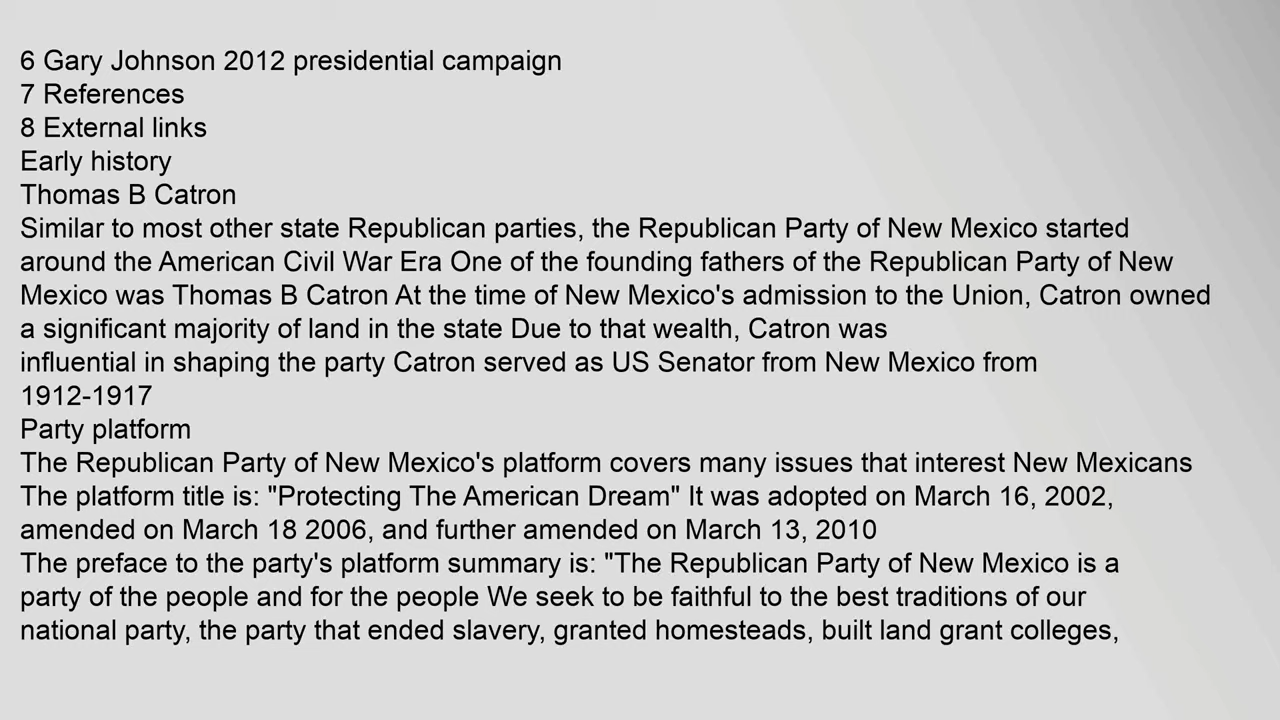 6 Gary Johnson 2012 presidential campaign
7 References
8 External links
Early history
Thomas B Catron
Similar to most other state Republican parties, the Republican Party of New Mexico started
around the American Civil War Era One of the founding fathers of the Republican Party of New
Mexico was Thomas B Catron At the time of New Mexico's admission to the Union, Catron owned
a significant majority of land in the state Due to that wealth, Catron was
influential in shaping the party Catron served as US Senator from New Mexico from
1912-1917
Party platform
The Republican Party of New Mexico's platform covers many issues that interest New Mexicans
The platform title is: "Protecting The American Dream" It was adopted on March 16, 2002,
amended on March 18 2006, and further amended on March 13, 2010
The preface to the party's platform summary is: "The Republican Party of New Mexico is a
party of the people and for the people We seek to be faithful to the best traditions of our
national party, the party that ended slavery, granted homesteads, built land grant colleges,